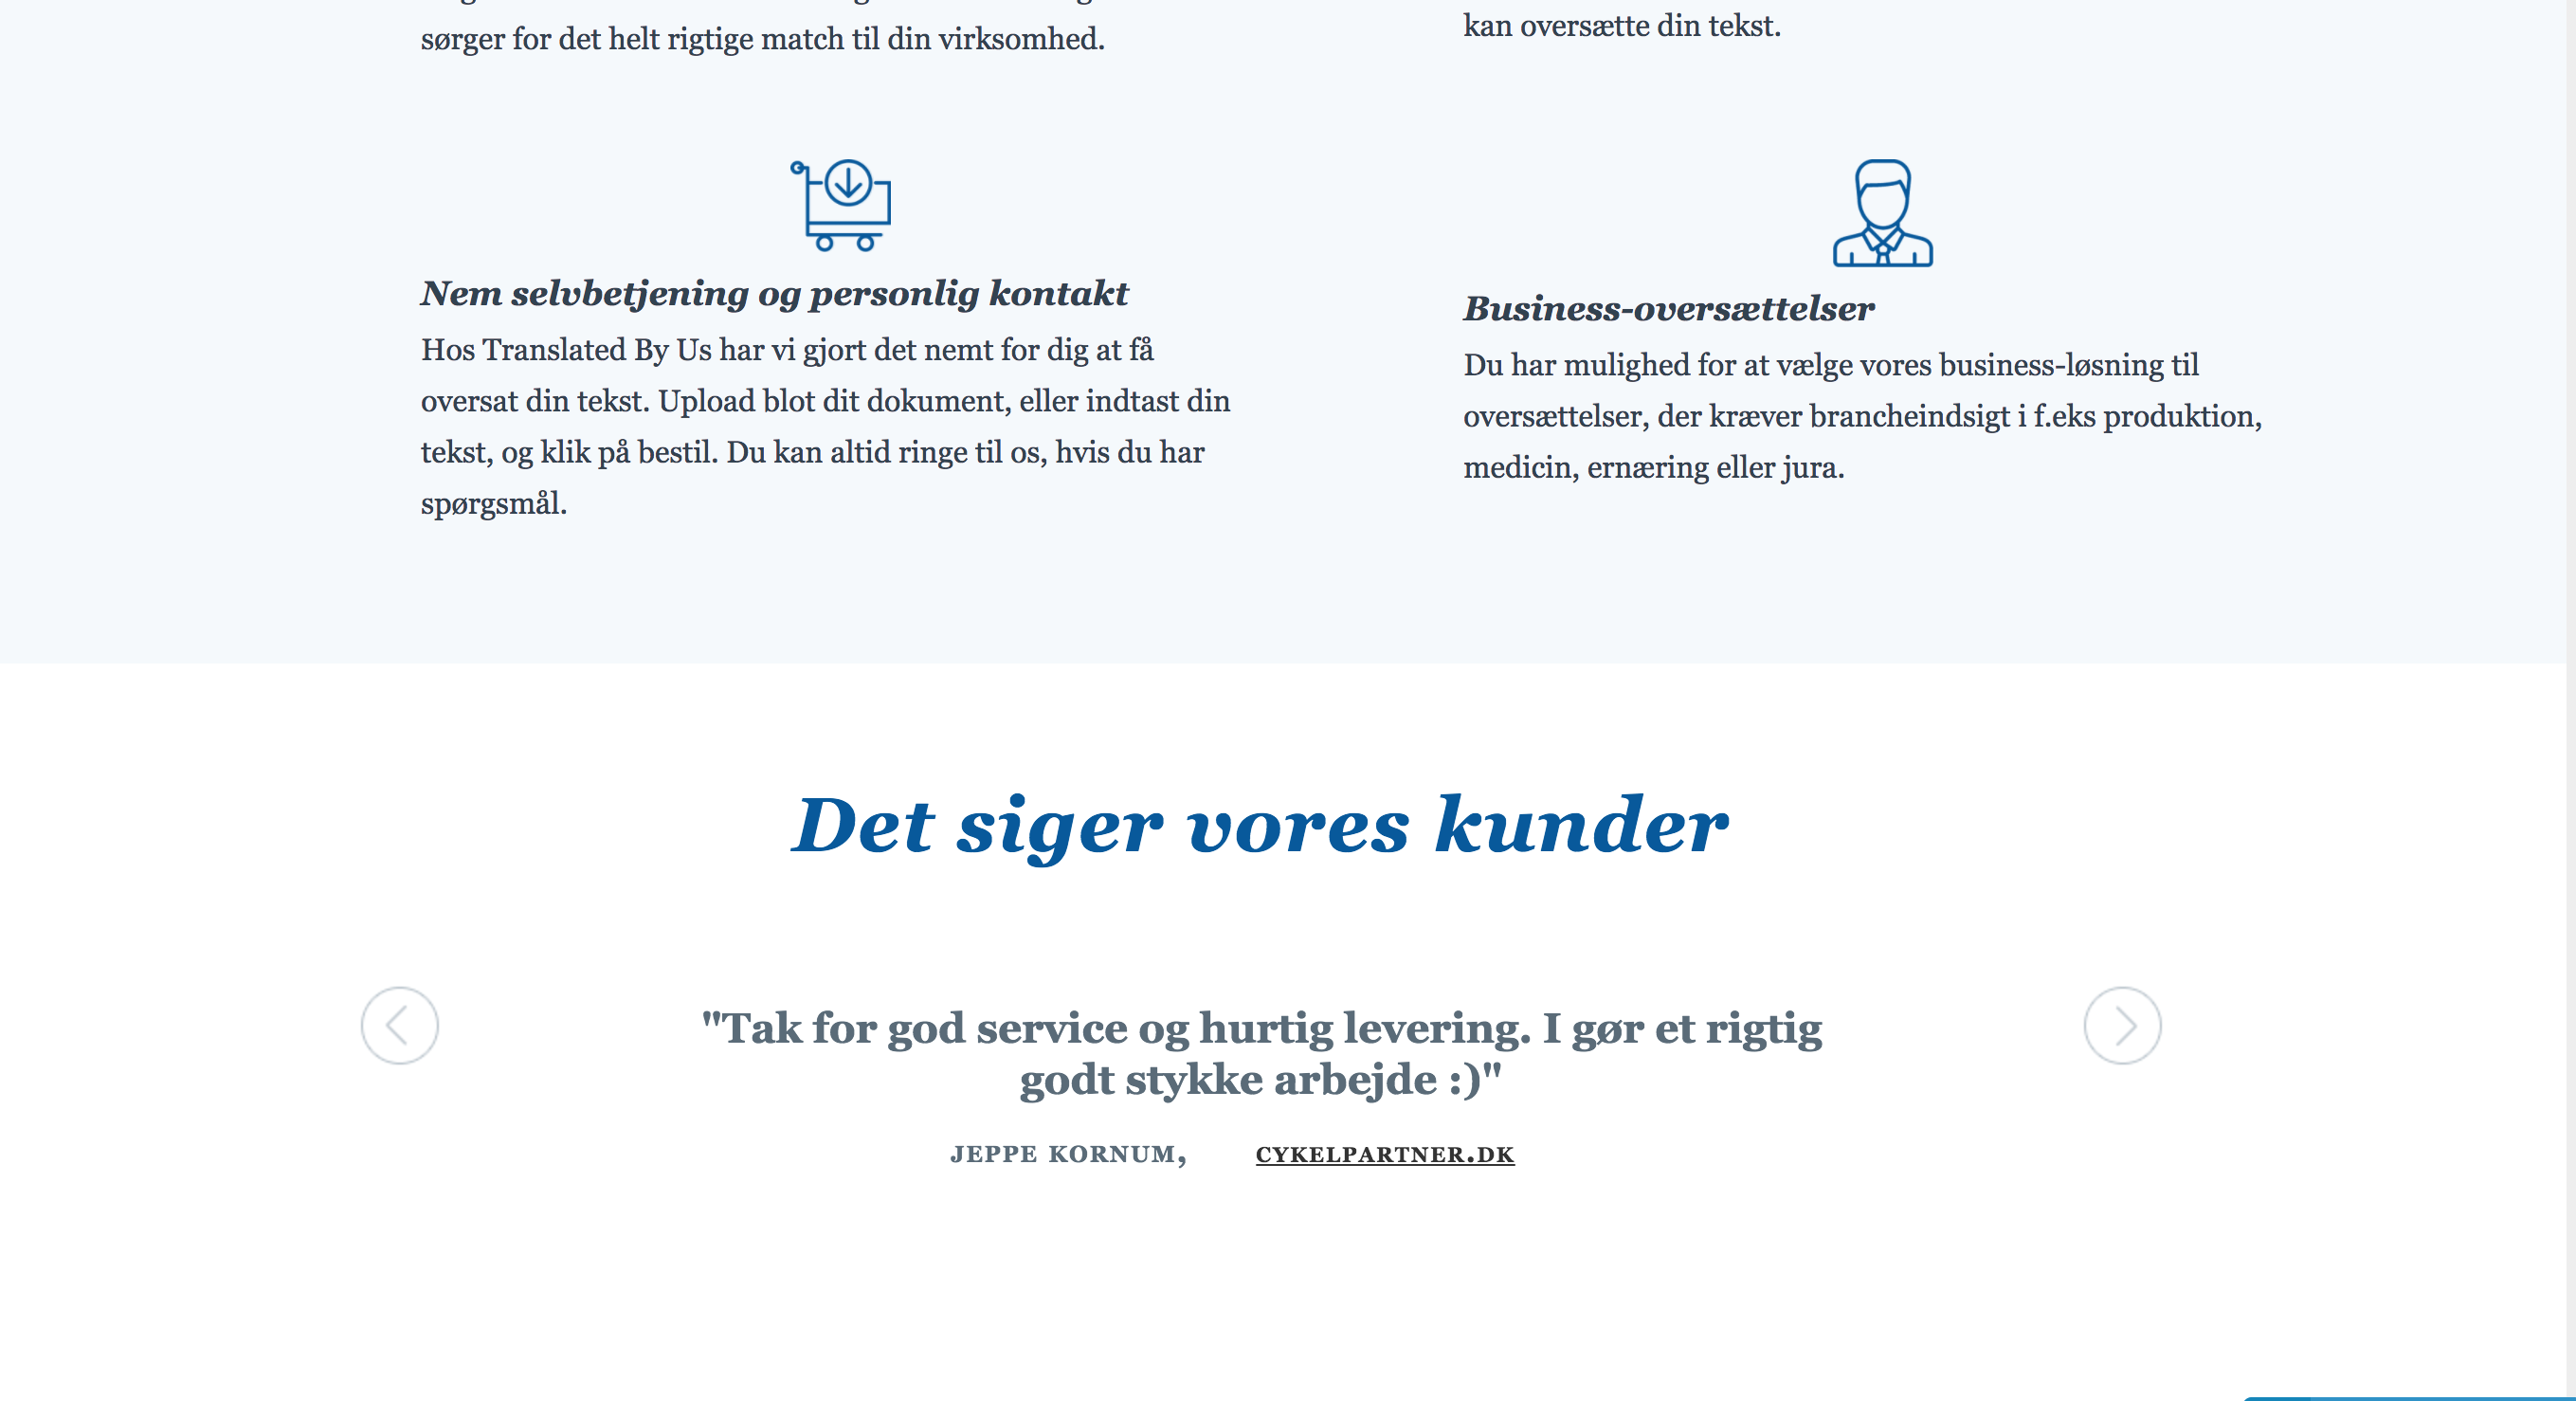 sørger for det helt rigtige match til din virksomhed.
kan oversætte din tekst.
Nem selvbetjening og personlig kontakt
Hos Translated By Us har vi gjort det nemt for dig at få
oversat din tekst. Upload blot dit dokument, eller indtast din
tekst, og klik på bestil. Du kan altid ringe til os, hvis du har
spørgsmål.
Business-oversættelser
Du har mulighed for at vælge vores business-løsning til
oversættelser, der kræver brancheindsigt i f.eks produktion,
medicin, ernæring eller jura.
Det siger vores kunder
"Tak for god service og hurtig levering. I gør et rigtig
godt stykke arbejde :)"
JEPPE KORNUM, CYKELPARTNER.DK